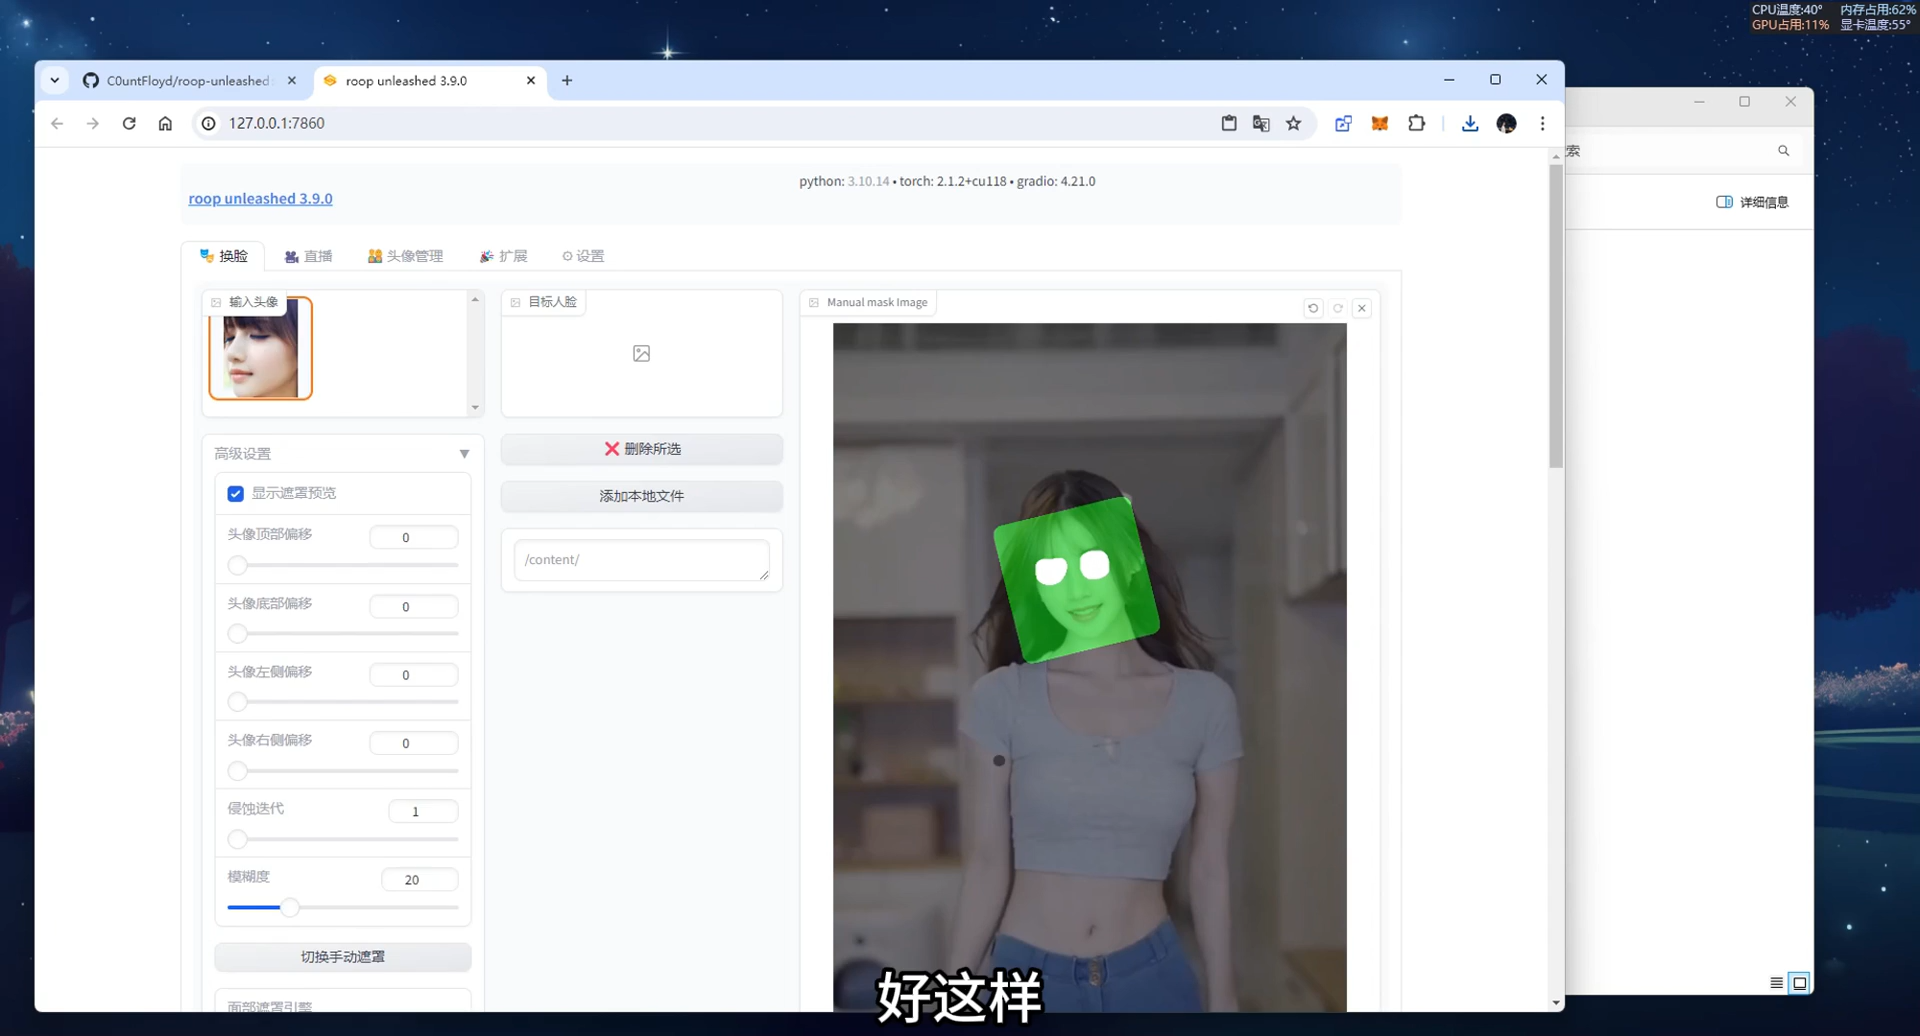 CPU温度:40° 内存占用:62%
GPU占用:11% 显卡温度:55°
C0untFloyd/roop-unleashed
roop unleashed 3.9.0
127.0.0.1:7860
索
详细信息
python: 3.10.14 • torch: 2.1.2+cu118 • gradio: 4.21.0
roop unleashed 3.9.0
换脸
直播
头像管理
扩展
设置
输入头像
目标人脸
Manual mask Image
删除所选
添加本地文件
/content/
高级设置
显示遮罩预览
头像顶部偏移
0
头像底部偏移
0
头像左侧偏移
0
头像右侧偏移
0
侵蚀迭代
1
模糊度
20
切换手动遮罩
面部遮罩引擎
好这样